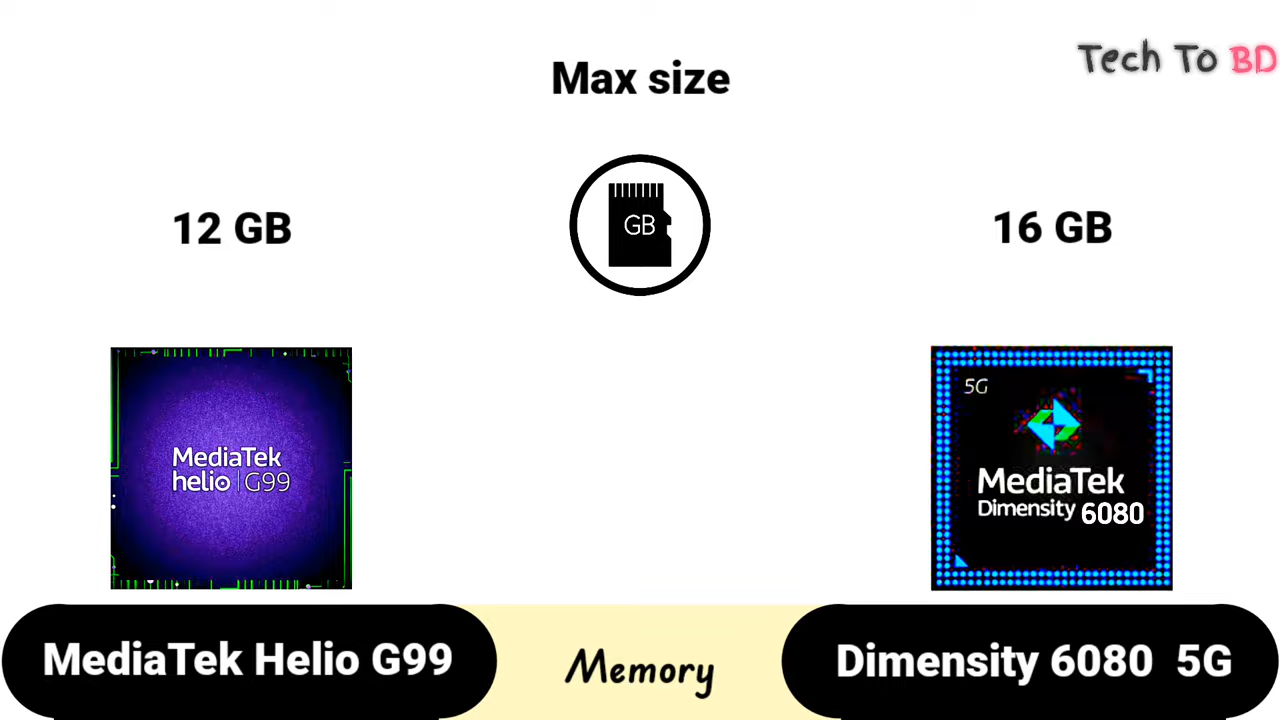 Tech To BD
Max size
12 GB
GB
16 GB
MediaTek
helio | G99
5G
MediaTek
Dimensity 6080
MediaTek Helio G99
Memory
Dimensity 6080 5G